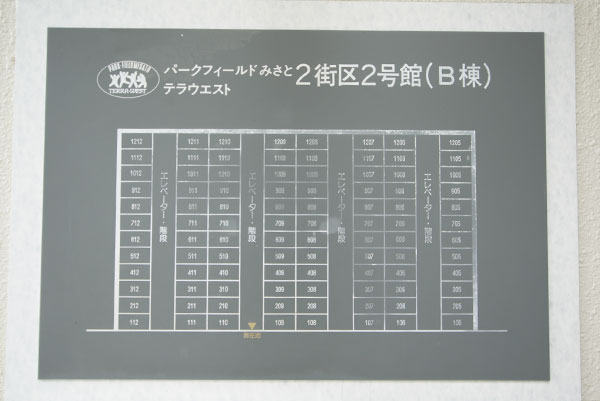 PARK-FIELD MISATO
TERRA-WEST
パークフィールドみさと
テラウエスト
2街区2号館(B棟)
1212 1211 1210 1209 1208 1207 1206 1205
1112 1111 1110 1109 1108 1107 1106 1105
1012 1011 1010 1009 1008 1007 1006 1005
912 911 910 909 908 907 906 905
812 811 810 809 808 807 806 805
712 711 710 709 708 707 706 705
612 611 610 609 608 607 606 605
512 511 510 509 508 507 506 505
412 411 410 409 408 407 406 405
312 311 310 309 308 307 306 305
212 211 210 209 208 207 206 205
112 111 110 109 108 107 106 105
エレベーター・階段
エレベーター・階段
エレベーター・階段
エレベーター・階段
現在地